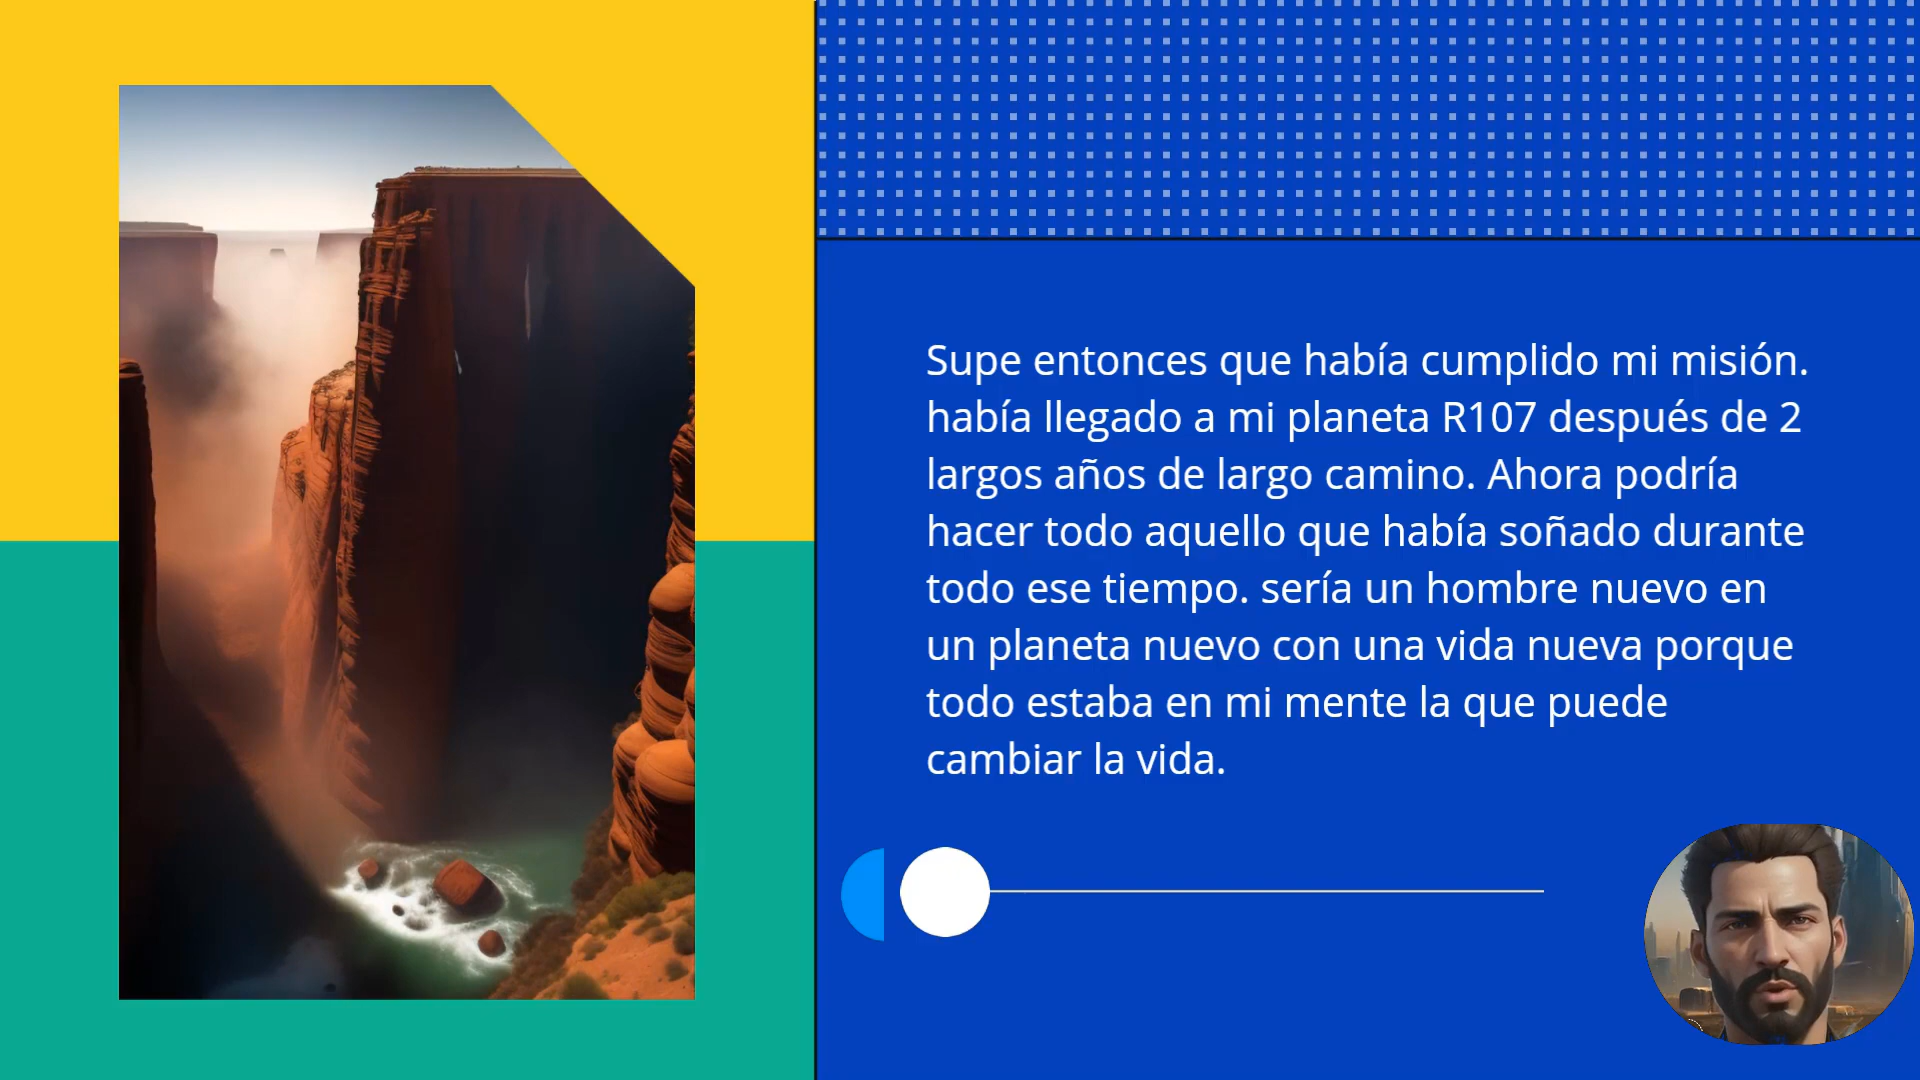 Supe entonces que había cumplido mi misión.
había llegado a mi planeta R107 después de 2
largos años de largo camino. Ahora podría
hacer todo aquello que había soñado durante
todo ese tiempo. sería un hombre nuevo en
un planeta nuevo con una vida nueva porque
todo estaba en mi mente la que puede
cambiar la vida.